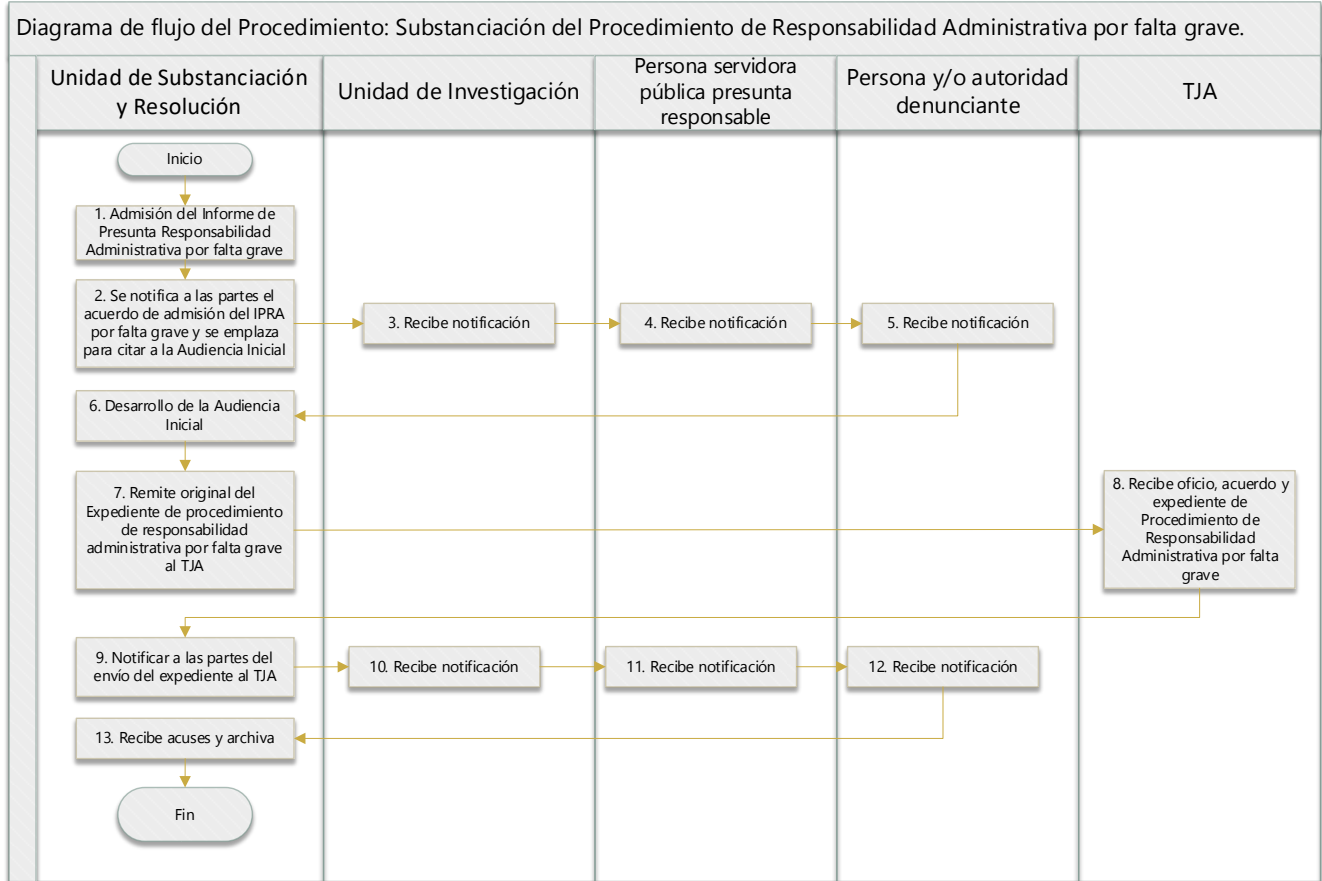 Diagrama de flujo del Procedimiento: Substanciación del Procedimiento de Responsabilidad Administrativa por falta grave.
Unidad de Substanciación
y Resolución
Unidad de Investigación
Persona servidora
pública presunta
responsable
Persona y/o autoridad
denunciante
TJA
Inicio
1. Admisión del Informe de
Presunta Responsabilidad
Administrativa por falta grave
2. Se notifica a las partes el
acuerdo de admisión del IPRA
por falta grave y se emplaza
para citar a la Audiencia Inicial
3. Recibe notificación
4. Recibe notificación
5. Recibe notificación
6. Desarrollo de la Audiencia
Inicial
7. Remite original del
Expediente de procedimiento
de responsabilidad
administrativa por falta grave
al TJA
8. Recibe oficio, acuerdo y
expediente de
Procedimiento de
Responsabilidad
Administrativa por falta
grave
9. Notificar a las partes del
envío del expediente al TJA
10. Recibe notificación
11. Recibe notificación
12. Recibe notificación
13. Recibe acuses y archiva
Fin